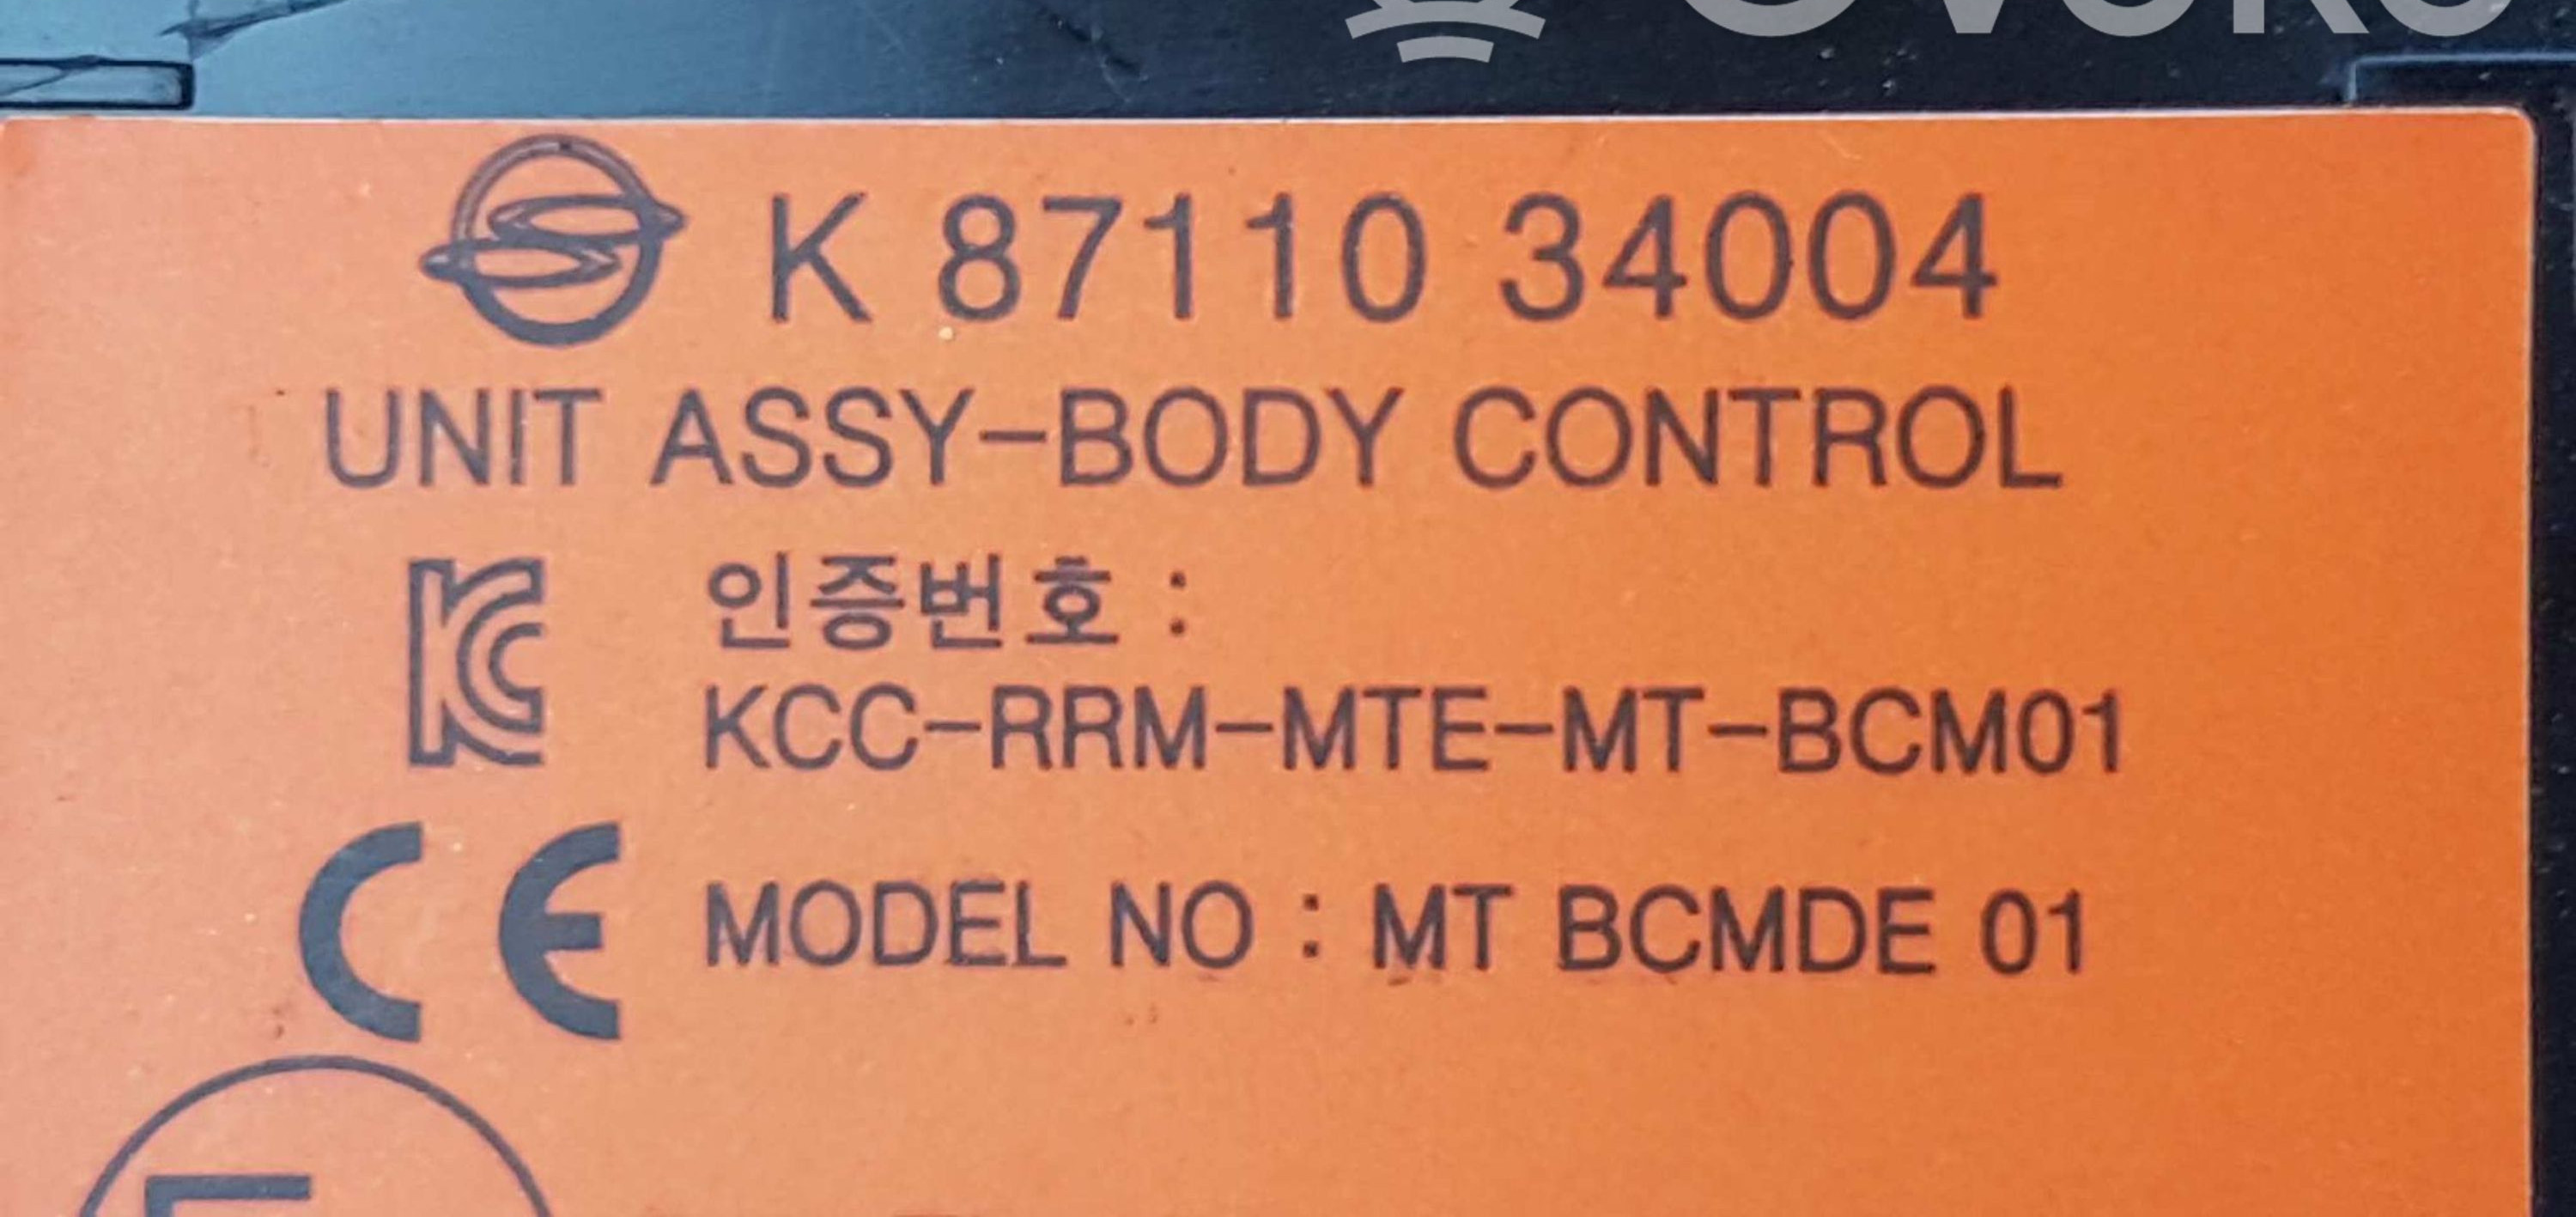 K 87110 34004
UNIT ASSY-BODY CONTROL
인증번호 :
KCC-RRM-MTE-MT-BCM01
CE MODEL NO : MT BCMDE 01